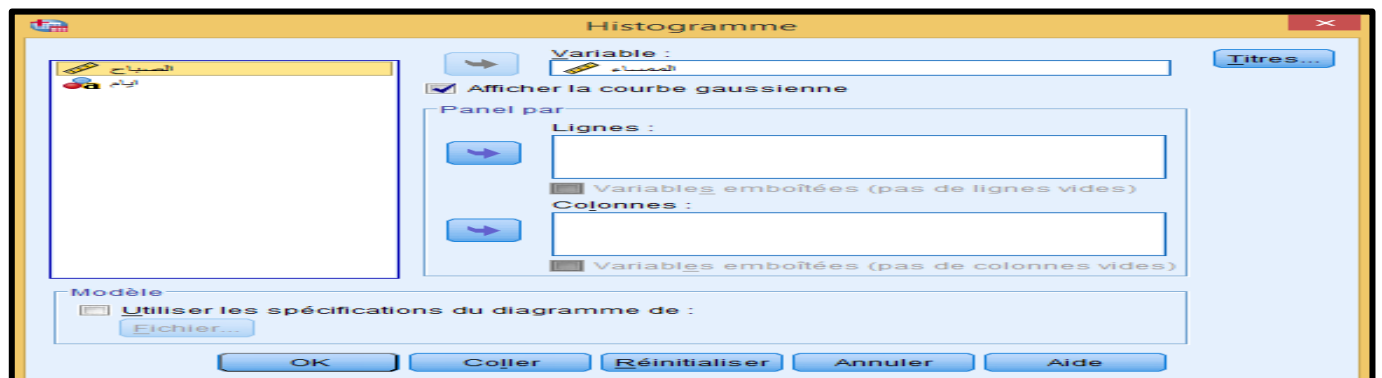 Histogramme
الصباح
ايام
Variable :
المساء
Titres...
Afficher la courbe gaussienne
Panel par
Lignes :
Variables emboîtées (pas de lignes vides)
Colonnes :
Variables emboîtées (pas de colonnes vides)
Modèle
Utiliser les spécifications du diagramme de :
Fichier...
OK Coller Réinitialiser Annuler Aide